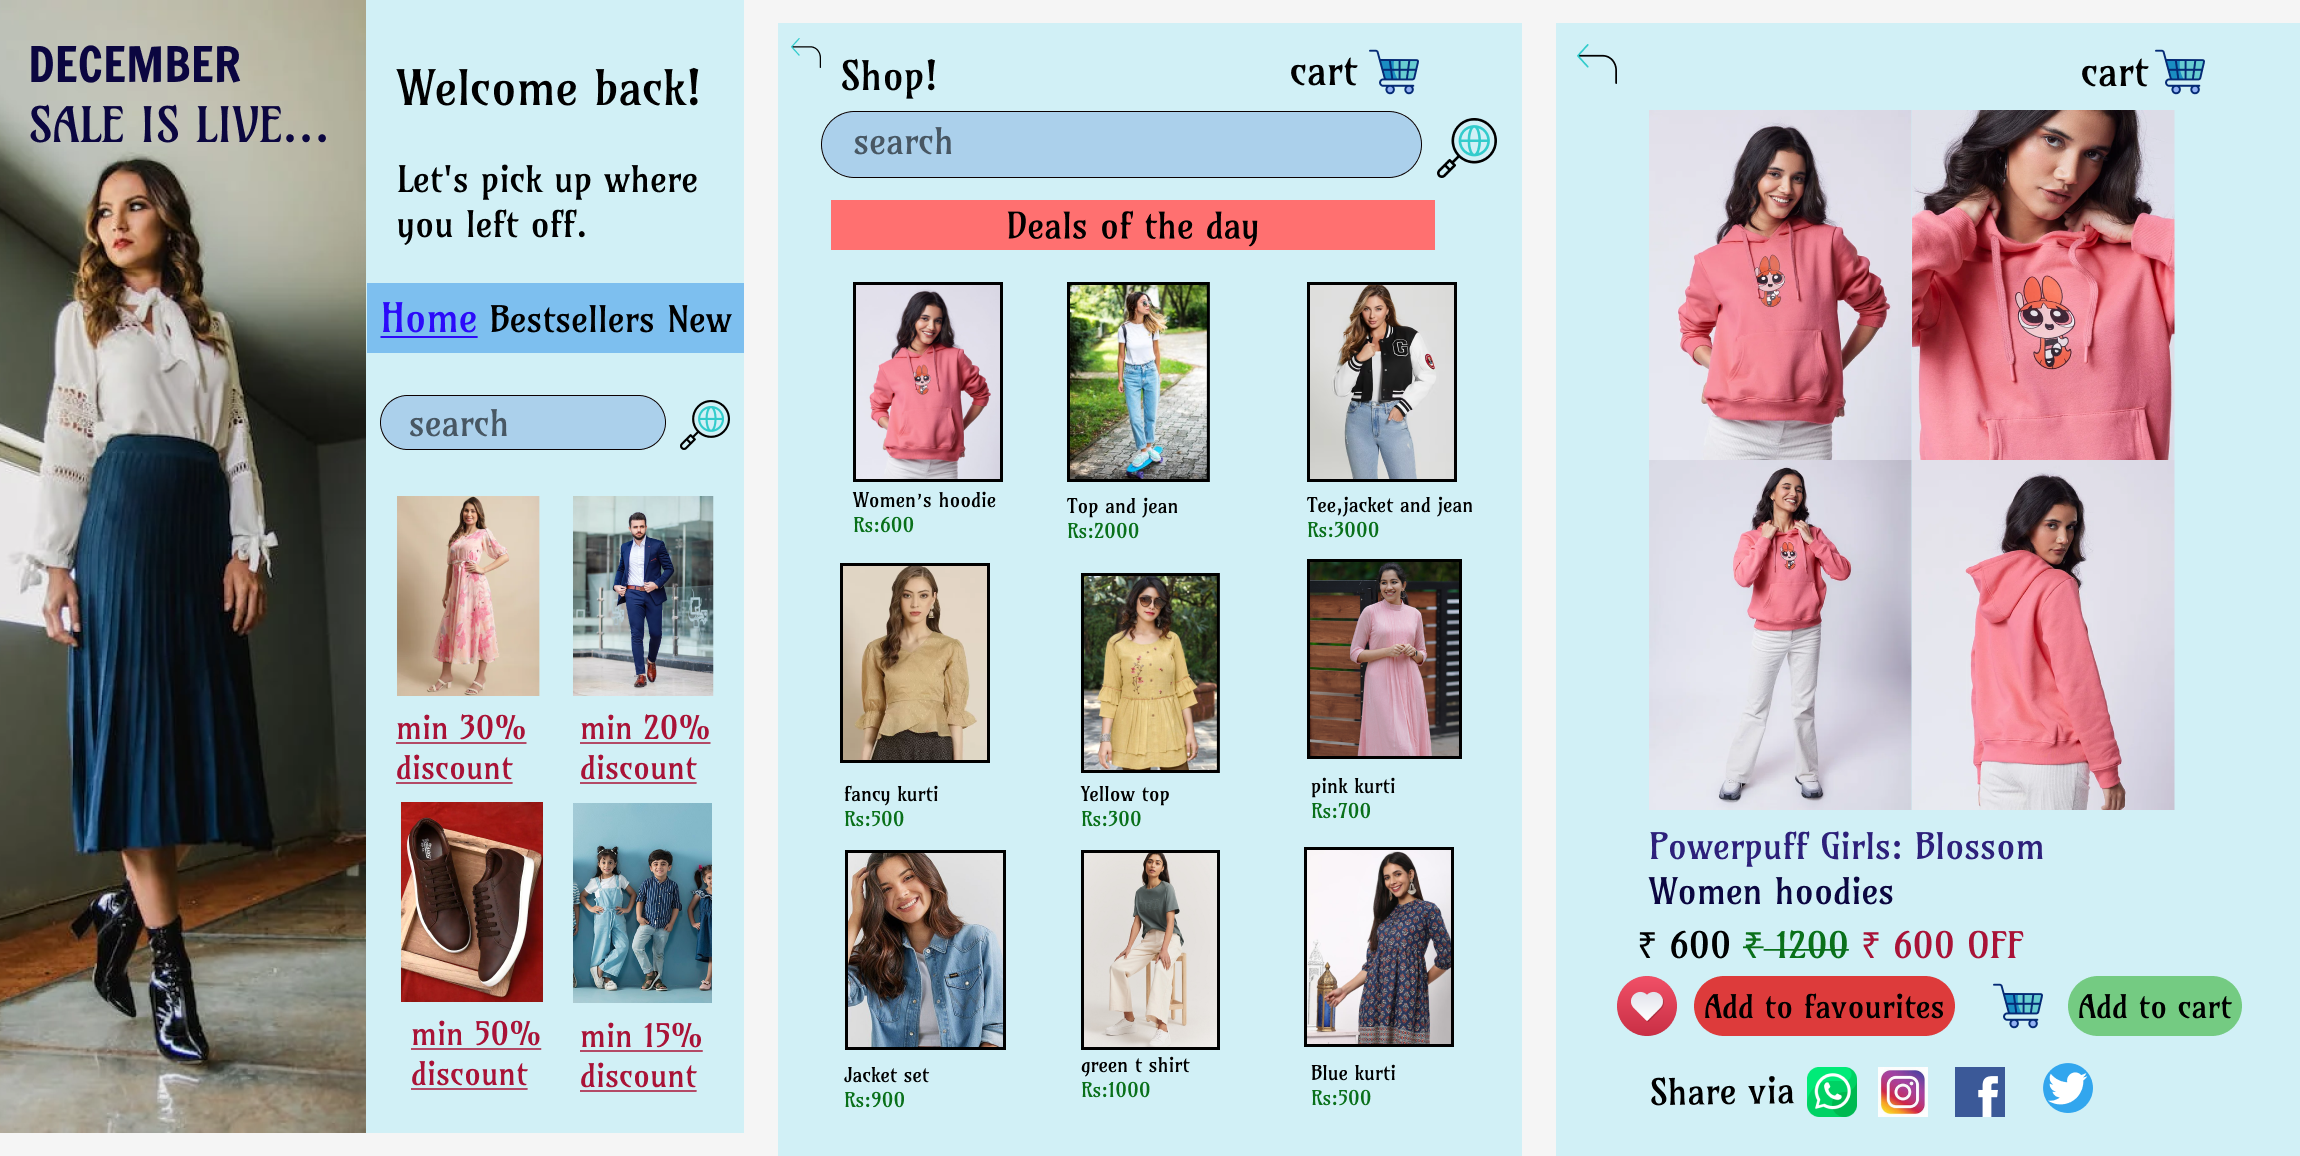 DECEMBER
SALE IS LIVE...
Welcome back!
Let's pick up where
you left off.
Home Bestsellers New
search
min 30%
discount
min 20%
discount
min 50%
discount
min 15%
discount
Shop!
cart
search
Deals of the day
Women's hoodie
Rs:600
Top and jean
Rs:2000
Tee,jacket and jean
Rs:3000
fancy kurti
Rs:500
Yellow top
Rs:300
pink kurti
Rs:700
Jacket set
Rs:900
green t shirt
Rs:1000
Blue kurti
Rs:500
cart
Powerpuff Girls: Blossom
Women hoodies
₹ 600 ₹ 1200 ₹ 600 OFF
Add to favourites
Add to cart
Share via